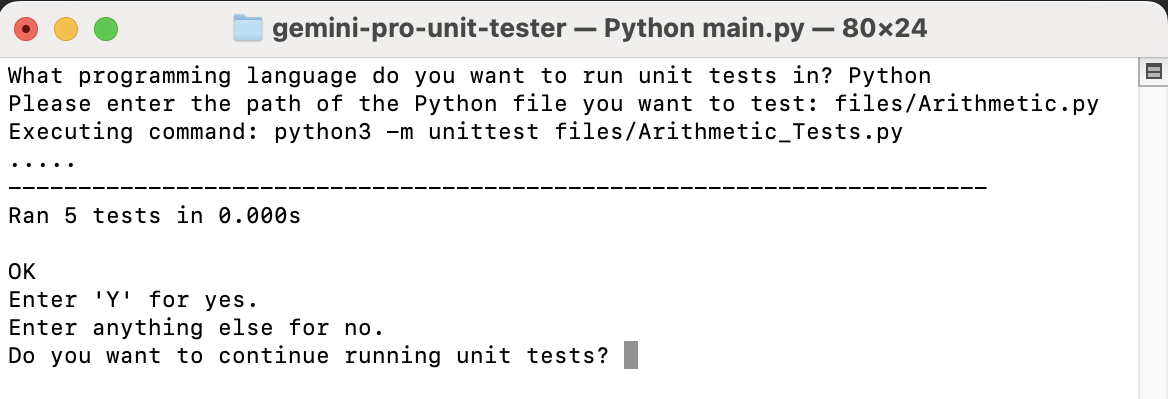 gemini-pro-unit-tester — Python main.py — 80×24
What programming language do you want to run unit tests in? Python
Please enter the path of the Python file you want to test: files/Arithmetic.py
Executing command: python3 -m unittest files/Arithmetic_Tests.py
.....
----------------------------------------------------------------------
Ran 5 tests in 0.000s
OK
Enter 'Y' for yes.
Enter anything else for no.
Do you want to continue running unit tests?